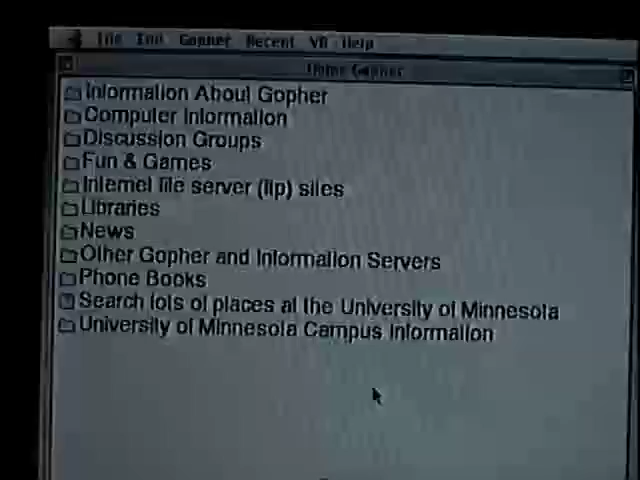 File Edit Gopher Recent VR Help
Home Gopher
Information About Gopher
Computer Information
Discussion Groups
Fun & Games
Internet file server (ftp) sites
Libraries
News
Other Gopher and Information Servers
Phone Books
Search lots of places at the University of Minnesota
University of Minnesota Campus Information